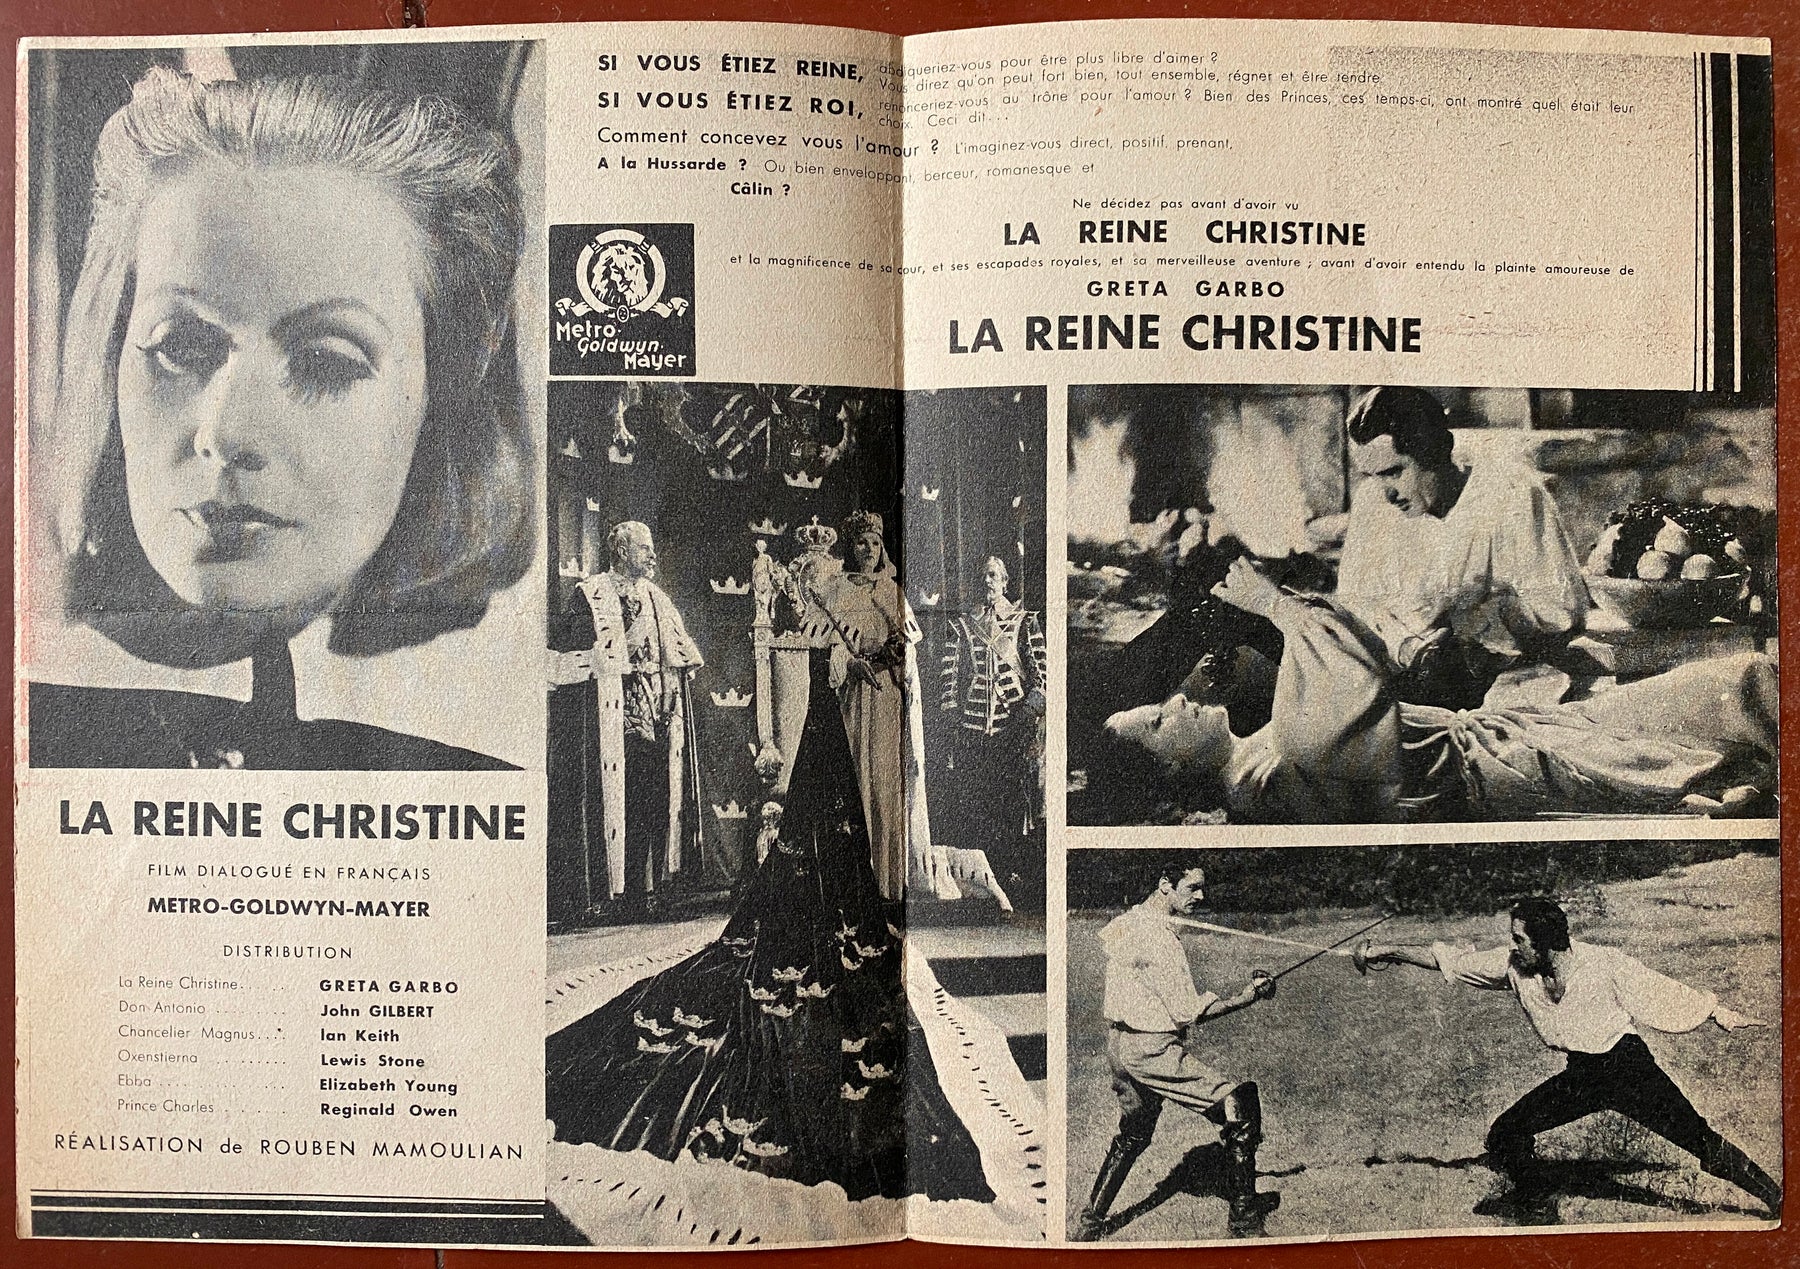 SI VOUS ÉTIEZ REINE, abdiqueriez-vous pour être plus libre d'aimer ?
Vous direz qu'on peut fort bien, tout ensemble, régner et être tendre.
SI VOUS ÉTIEZ ROI, renonceriez-vous au trône pour l'amour ? Bien des Princes, ces temps-ci, ont montré quel était leur
choix. Ceci dit...
Comment concevez vous l'amour ? L'imaginez-vous direct, positif, prenant,
A la Hussarde ? Ou bien enveloppant, berceur, romanesque et
Câlin ?
Ne décidez pas avant d'avoir vu
LA REINE CHRISTINE
et la magnificence de sa cour, et ses escapades royales, et sa merveilleuse aventure ; avant d'avoir entendu la plainte amoureuse de
GRETA GARBO
LA REINE CHRISTINE
Metro-
Goldwyn-
Mayer
LA REINE CHRISTINE
FILM DIALOGUÉ EN FRANÇAIS
METRO-GOLDWYN-MAYER
DISTRIBUTION
La Reine Christine..... GRETA GARBO
Don Antonio ........ John GILBERT
Chancelier Magnus.... Ian Keith
Oxenstierna ......... Lewis Stone
Ebba ............ Elizabeth Young
Prince Charles ...... Reginald Owen
RÉALISATION de ROUBEN MAMOULIAN